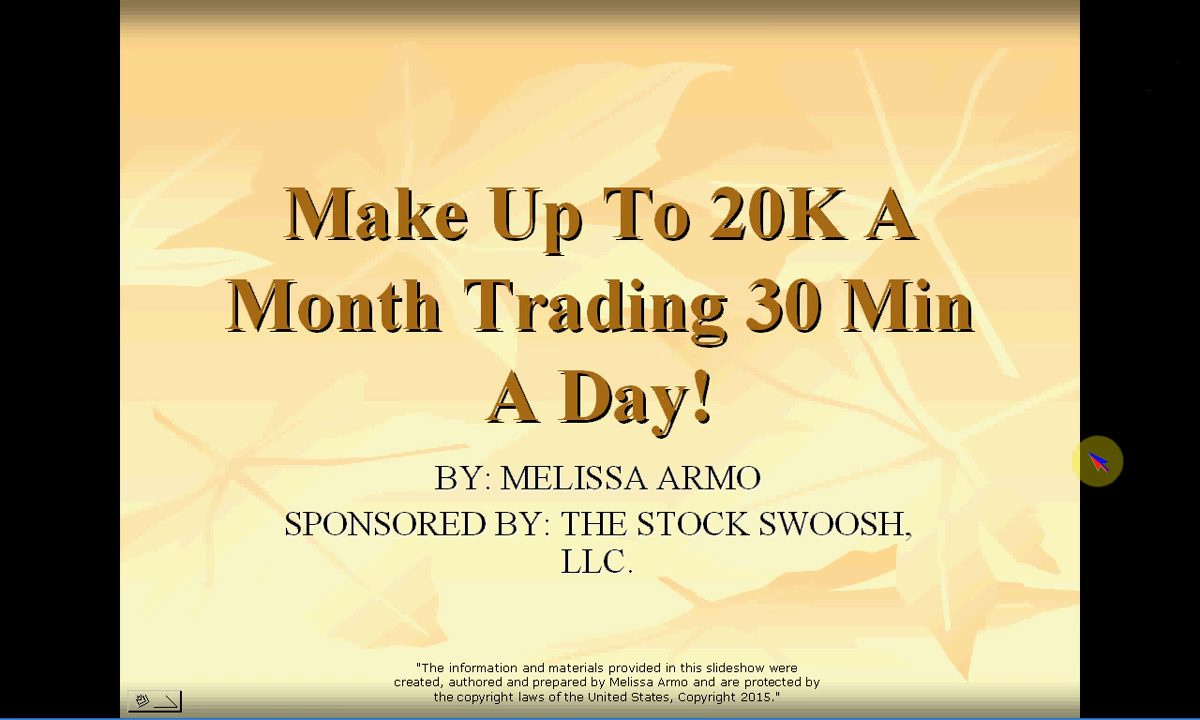 Make Up To 20K A
Month Trading 30 Min
A Day!
BY: MELISSA ARMO
SPONSORED BY: THE STOCK SWOOSH,
LLC.
"The information and materials provided in this slideshow were
created, authored and prepared by Melissa Armo and are protected by
the copyright laws of the United States, Copyright 2015."